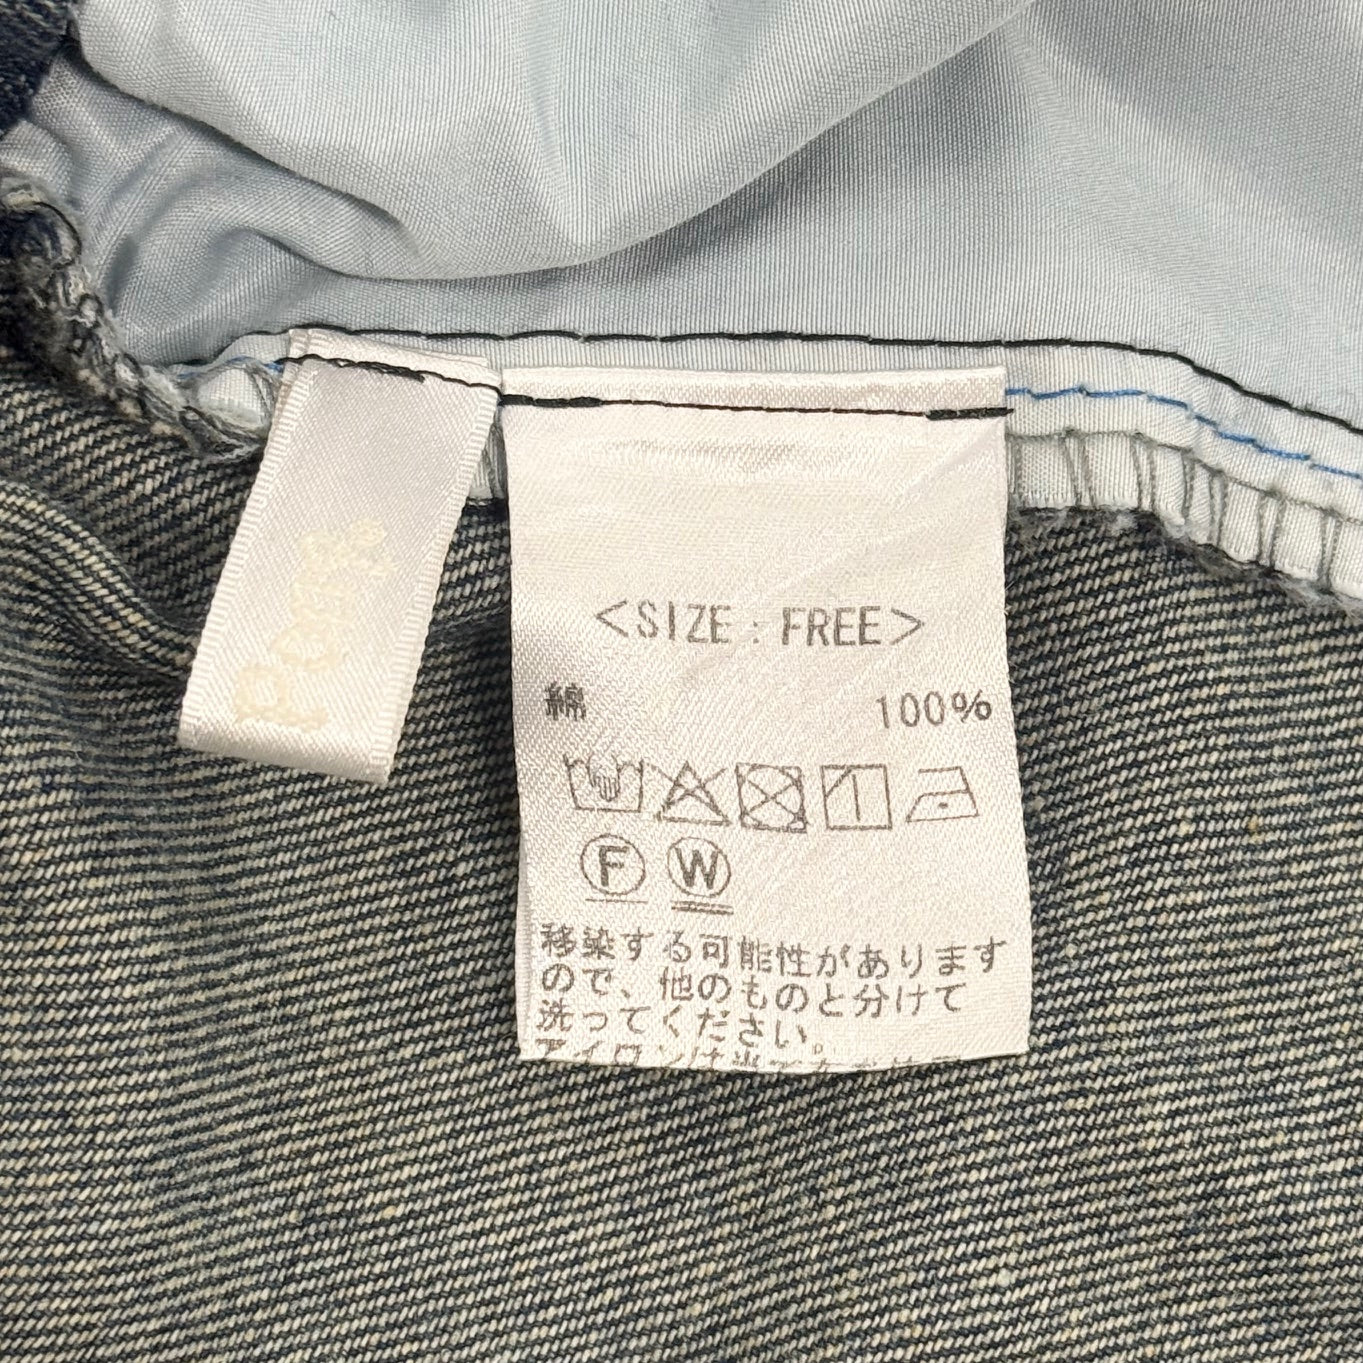 <SIZE : FREE>
綿 100%
F W
移染する可能性があります
ので、他のものと分けて
洗ってください。